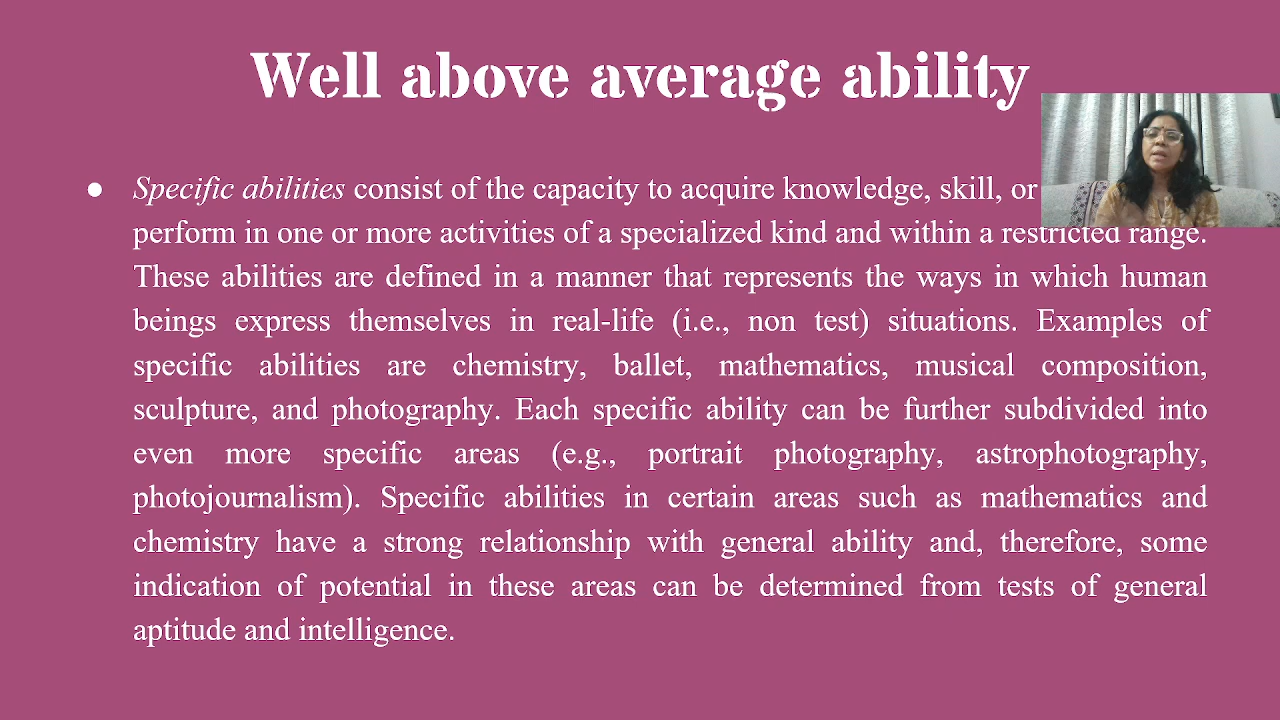 Well above average ability
● Specific abilities consist of the capacity to acquire knowledge, skill, or
perform in one or more activities of a specialized kind and within a restricted range.
These abilities are defined in a manner that represents the ways in which human
beings express themselves in real-life (i.e., non test) situations. Examples of
specific abilities are chemistry, ballet, mathematics, musical composition,
sculpture, and photography. Each specific ability can be further subdivided into
even more specific areas (e.g., portrait photography, astrophotography,
photojournalism). Specific abilities in certain areas such as mathematics and
chemistry have a strong relationship with general ability and, therefore, some
indication of potential in these areas can be determined from tests of general
aptitude and intelligence.